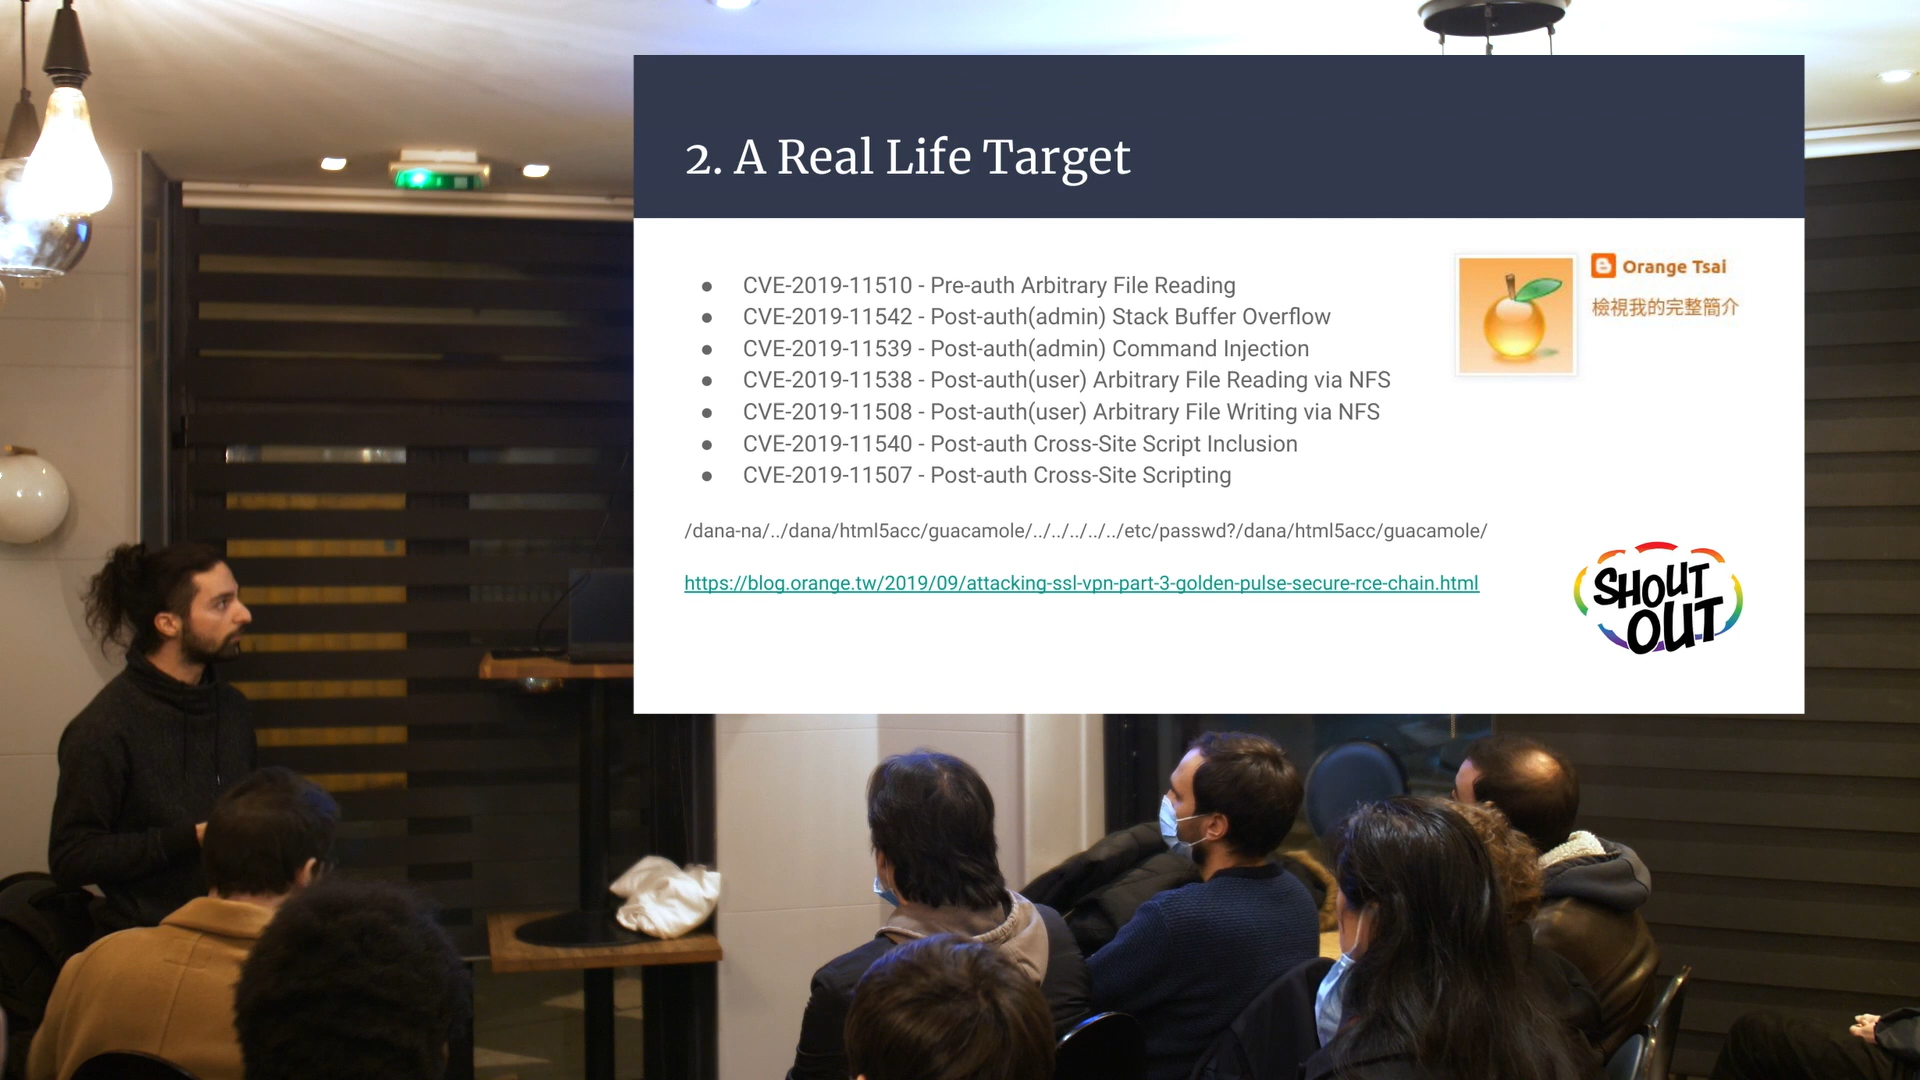 2. A Real Life Target
● CVE-2019-11510 - Pre-auth Arbitrary File Reading
● CVE-2019-11542 - Post-auth(admin) Stack Buffer Overflow
● CVE-2019-11539 - Post-auth(admin) Command Injection
● CVE-2019-11538 - Post-auth(user) Arbitrary File Reading via NFS
● CVE-2019-11508 - Post-auth(user) Arbitrary File Writing via NFS
● CVE-2019-11540 - Post-auth Cross-Site Script Inclusion
● CVE-2019-11507 - Post-auth Cross-Site Scripting
Orange Tsai
檢視我的完整簡介
/dana-na/../dana/html5acc/guacamole/../../../../../etc/passwd?/dana/html5acc/guacamole/
https://blog.orange.tw/2019/09/attacking-ssl-vpn-part-3-golden-pulse-secure-rce-chain.html
SHOUT
OUT